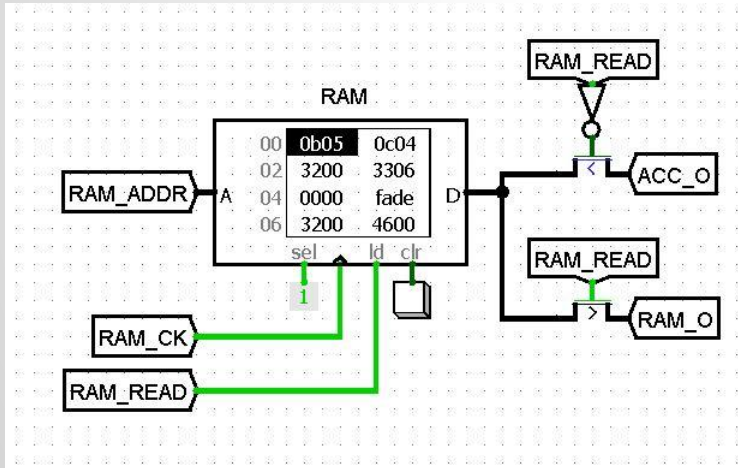 RAM_READ
RAM
00 0b05 0c04
02 3200 3306
04 0000 fade
06 3200 4600
RAM_ADDR A D < ACC_O
sel ld clr
1
RAM_READ
RAM_CK > RAM_O
RAM_READ